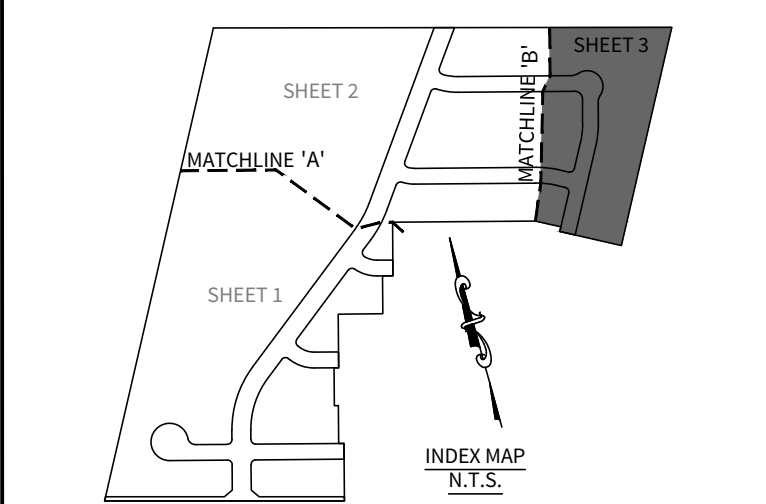 SHEET 3
SHEET 2
MATCHLINE 'B'
MATCHLINE 'A'
SHEET 1
INDEX MAP
N.T.S.